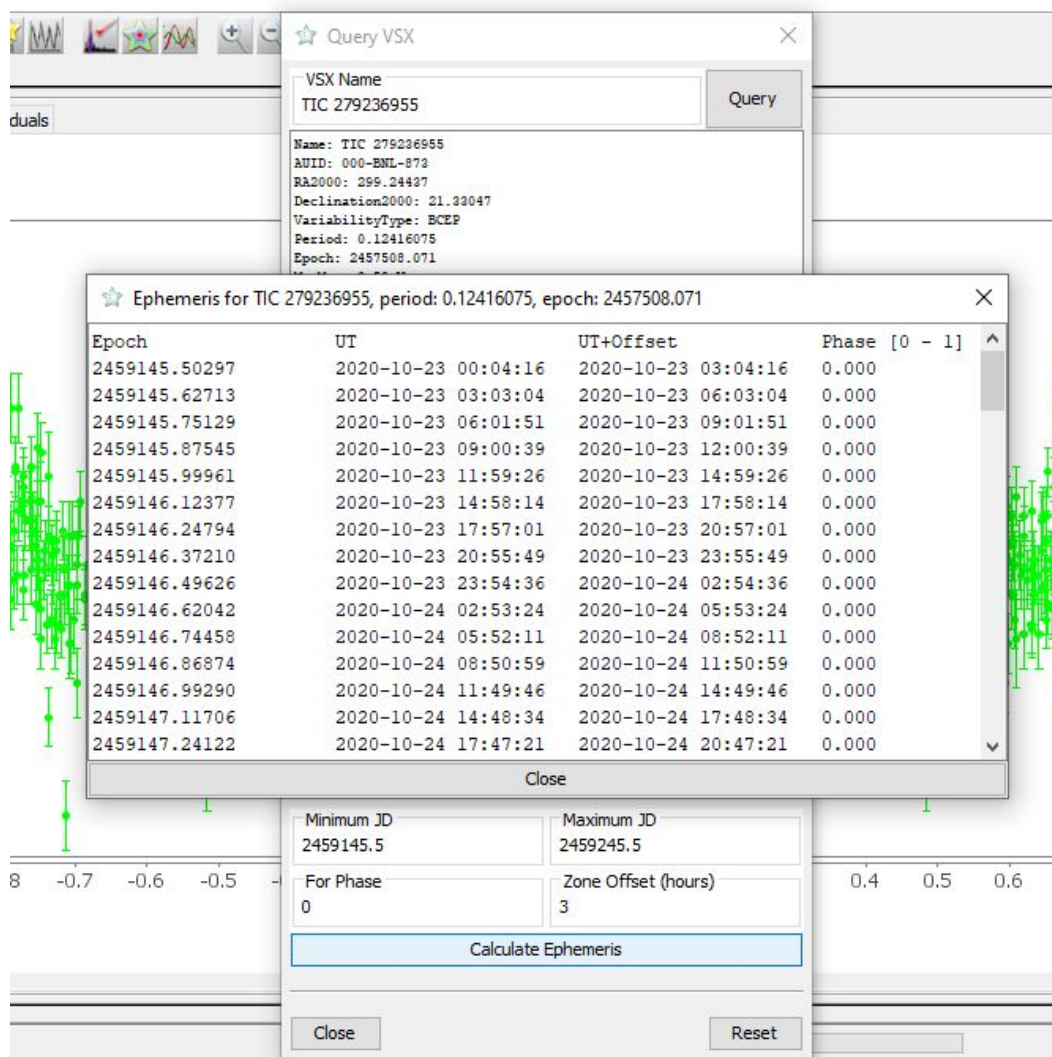 Query VSX
VSX Name
TIC 279236955
Query
duals
Name: TIC 279236955
AUID: 000-BNL-873
RA2000: 299.24437
Declination2000: 21.33047
VariabilityType: BCEP
Period: 0.12416075
Epoch: 2457508.071
Ephemeris for TIC 279236955, period: 0.12416075, epoch: 2457508.071
Epoch UT UT+Offset Phase [0 - 1]
2459145.50297 2020-10-23 00:04:16 2020-10-23 03:04:16 0.000
2459145.62713 2020-10-23 03:03:04 2020-10-23 06:03:04 0.000
2459145.75129 2020-10-23 06:01:51 2020-10-23 09:01:51 0.000
2459145.87545 2020-10-23 09:00:39 2020-10-23 12:00:39 0.000
2459145.99961 2020-10-23 11:59:26 2020-10-23 14:59:26 0.000
2459146.12377 2020-10-23 14:58:14 2020-10-23 17:58:14 0.000
2459146.24794 2020-10-23 17:57:01 2020-10-23 20:57:01 0.000
2459146.37210 2020-10-23 20:55:49 2020-10-23 23:55:49 0.000
2459146.49626 2020-10-23 23:54:36 2020-10-24 02:54:36 0.000
2459146.62042 2020-10-24 02:53:24 2020-10-24 05:53:24 0.000
2459146.74458 2020-10-24 05:52:11 2020-10-24 08:52:11 0.000
2459146.86874 2020-10-24 08:50:59 2020-10-24 11:50:59 0.000
2459146.99290 2020-10-24 11:49:46 2020-10-24 14:49:46 0.000
2459147.11706 2020-10-24 14:48:34 2020-10-24 17:48:34 0.000
2459147.24122 2020-10-24 17:47:21 2020-10-24 20:47:21 0.000
Close
Minimum JD Maximum JD
2459145.5 2459245.5
8 -0.7 -0.6 -0.5 0.4 0.5 0.6
For Phase Zone Offset (hours)
0 3
Calculate Ephemeris
Close Reset